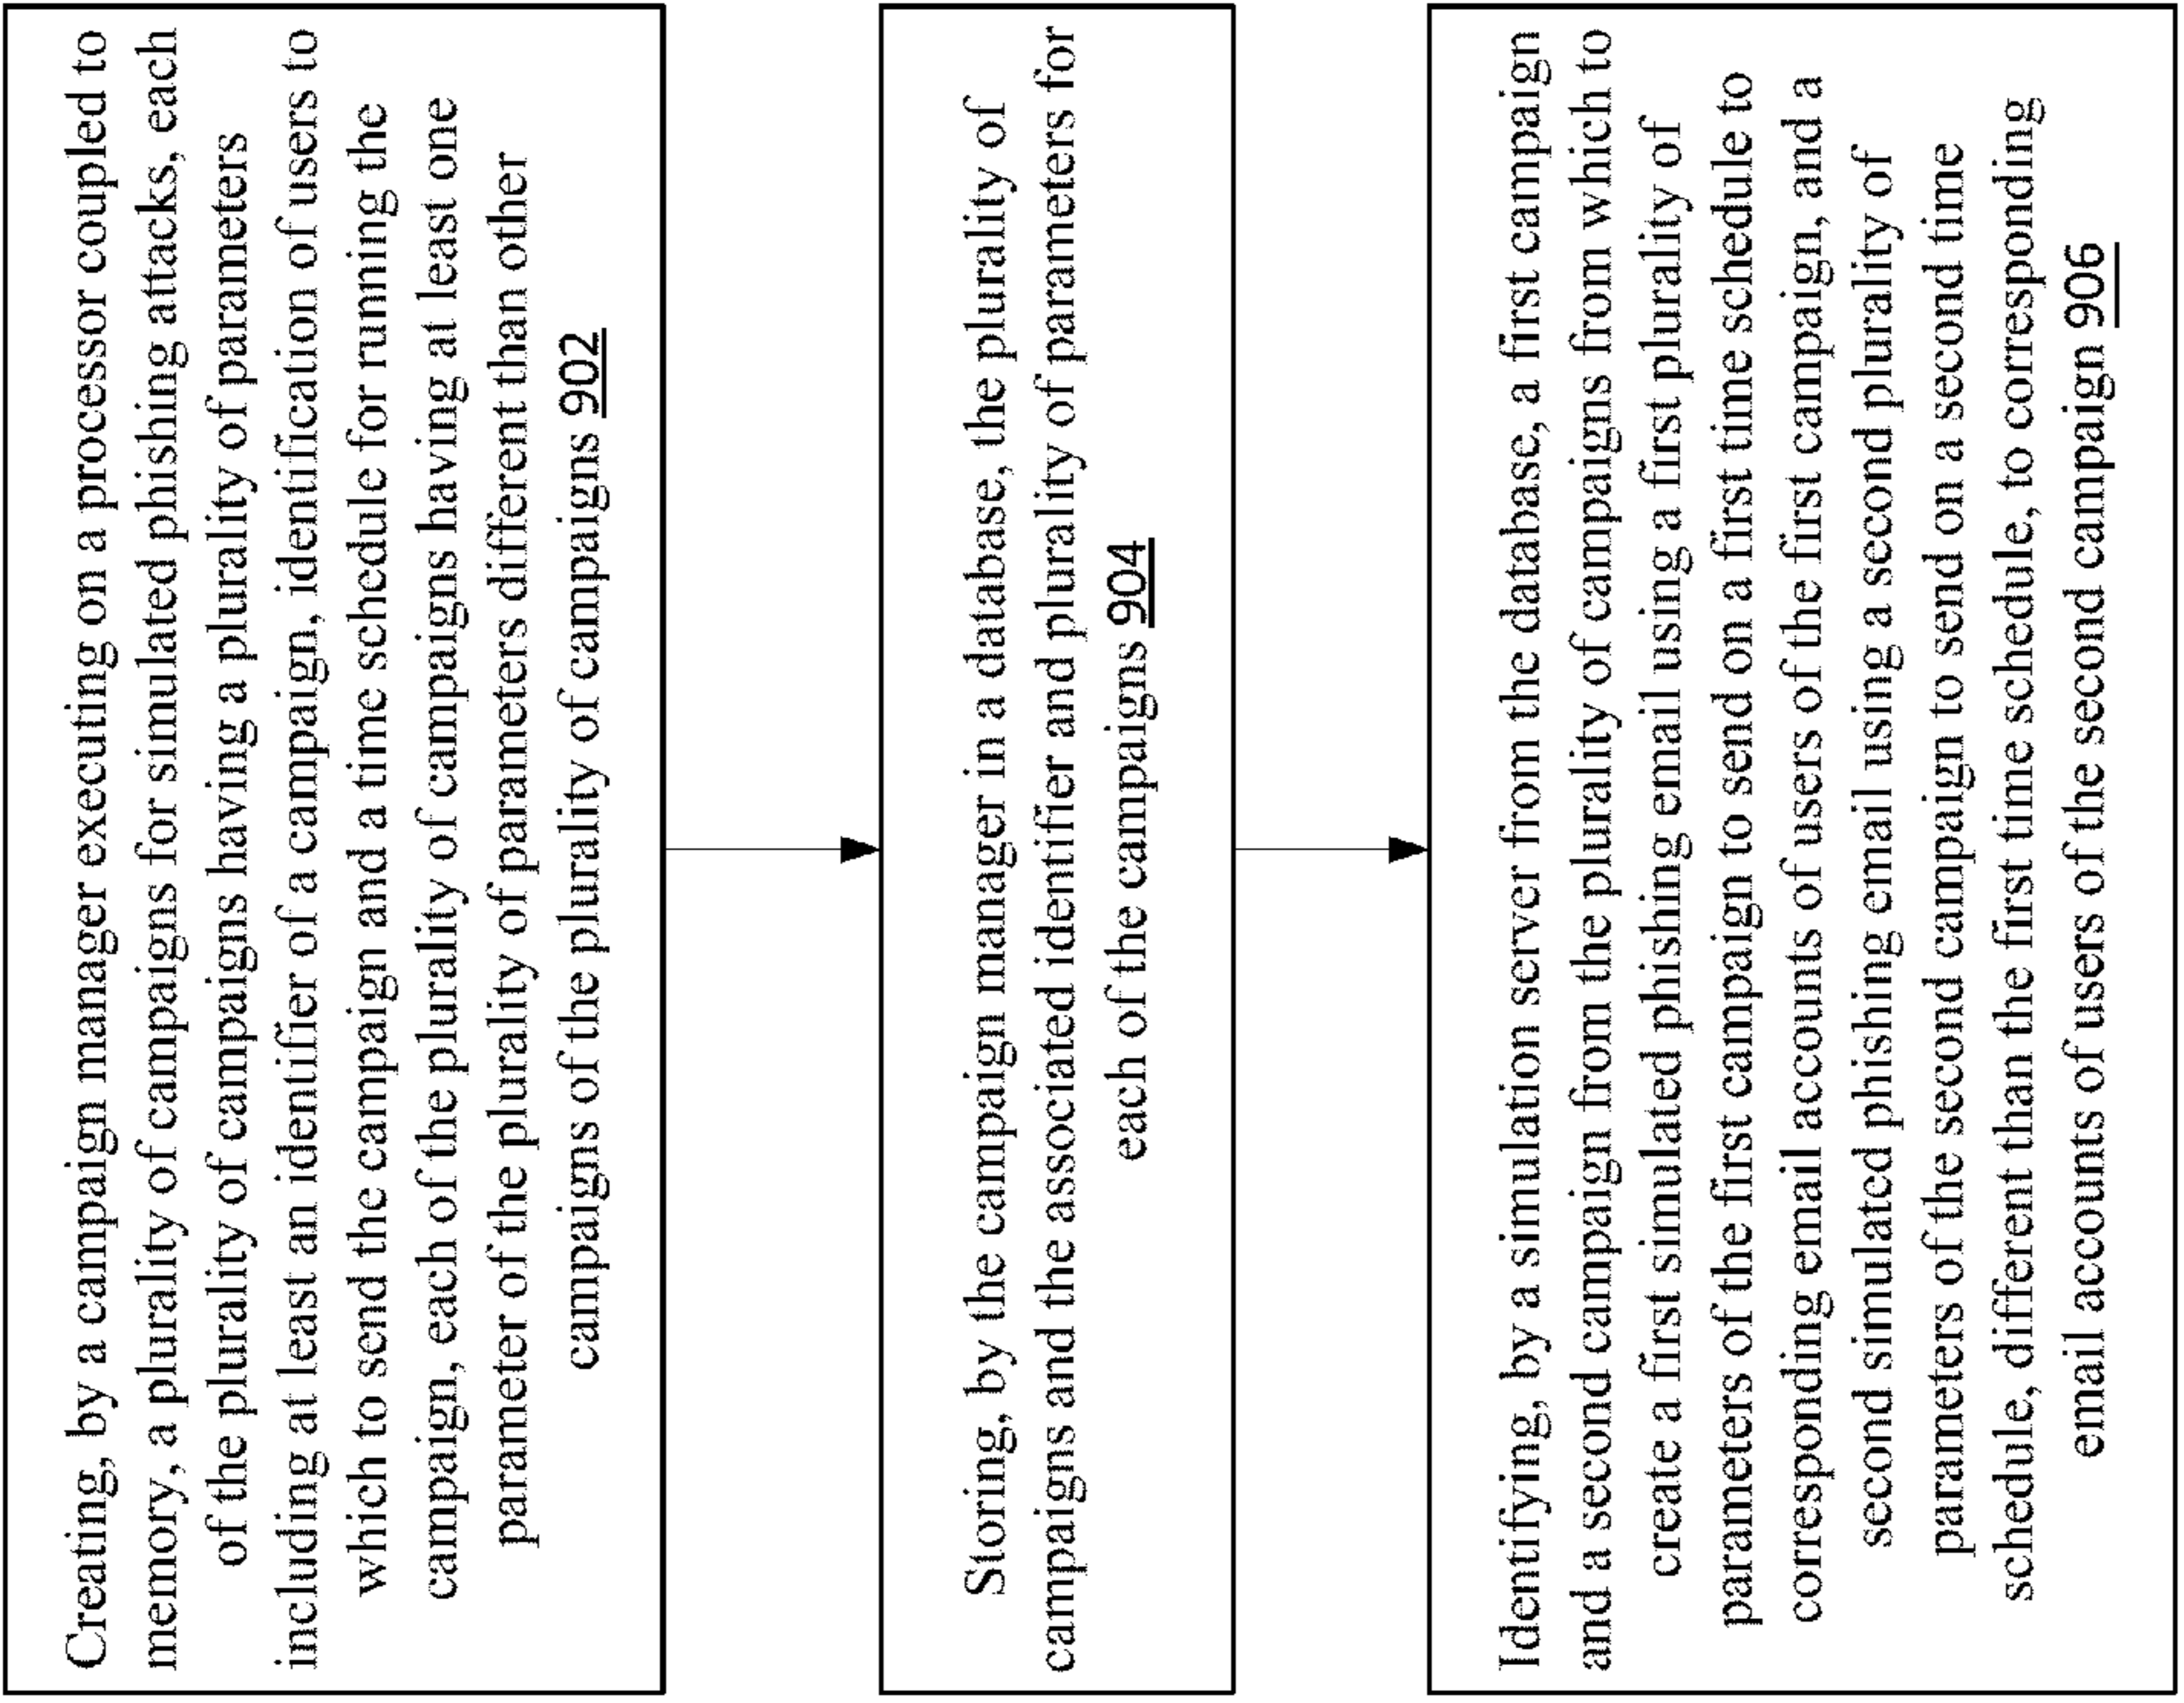 Creating, by a campaign manager executing on a processor coupled to
memory, a plurality of campaigns for simulated phishing attacks, each
of the plurality of campaigns having a plurality of parameters
including at least an identifier of a campaign, identification of users to
which to send the campaign and a time schedule for running the
campaign, each of the plurality of campaigns having at least one
parameter of the plurality of parameters different than other
campaigns of the plurality of campaigns 902
Storing, by the campaign manager in a database, the plurality of
campaigns and the associated identifier and plurality of parameters for
each of the campaigns 904
Identifying, by a simulation server from the database, a first campaign
and a second campaign from the plurality of campaigns from which to
create a first simulated phishing email using a first plurality of
parameters of the first campaign to send on a first time schedule to
corresponding email accounts of users of the first campaign, and a
second simulated phishing email using a second plurality of
parameters of the second campaign to send on a second time
schedule, different than the first time schedule, to corresponding
email accounts of users of the second campaign 906